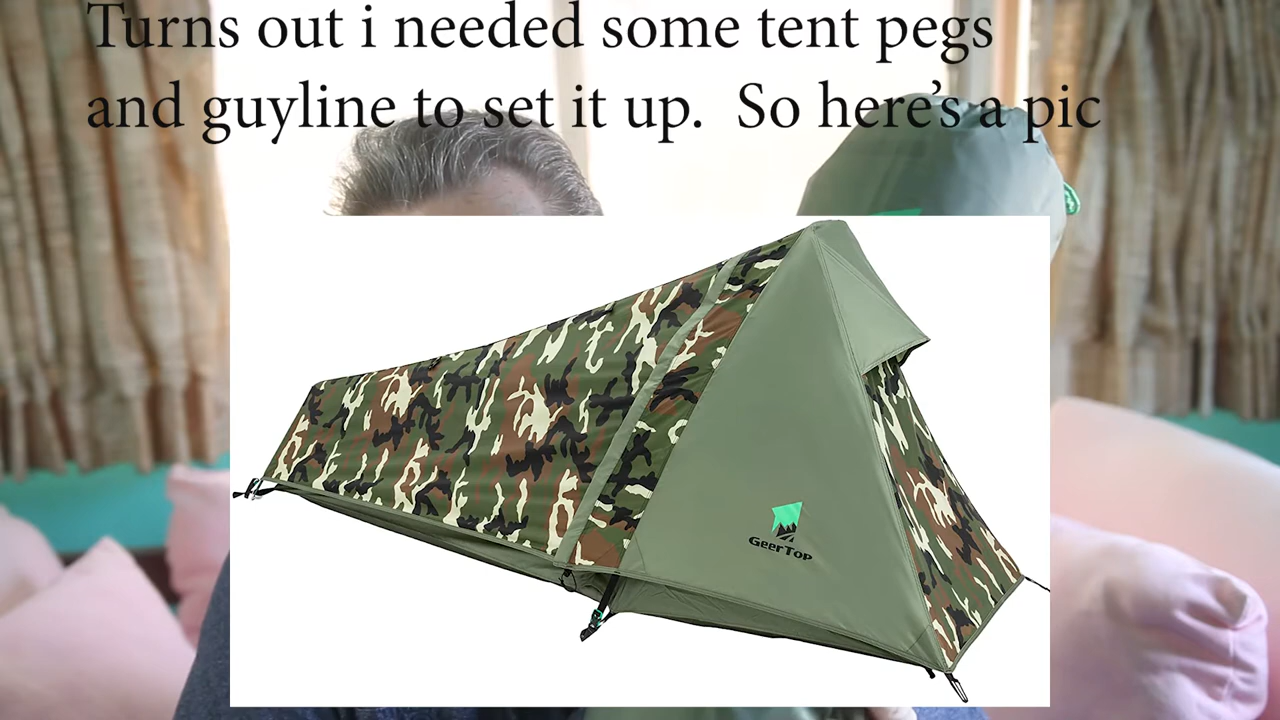 Turns out i needed some tent pegs
and guyline to set it up.  So here’s a pic
GeerTop